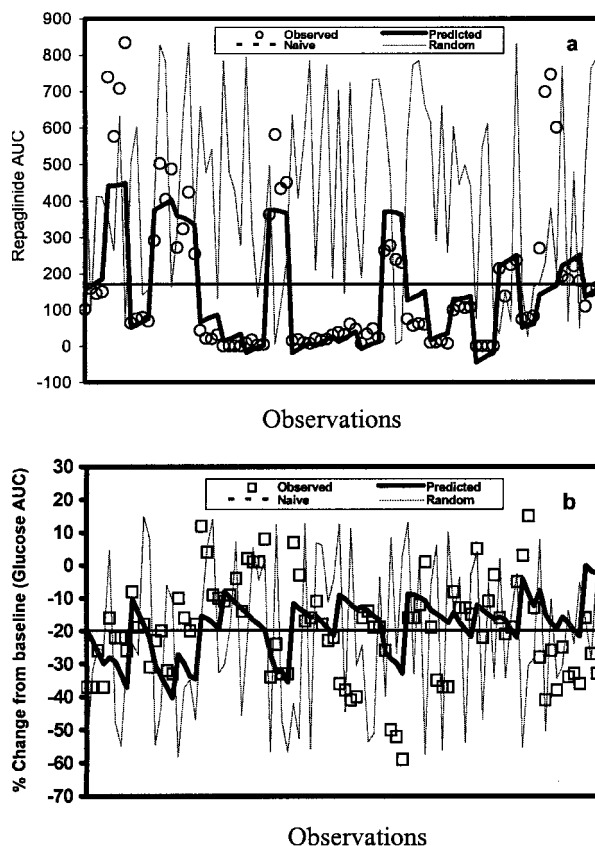 900
800
700
600
500
400
300
200
100
0
-100
Repaglinide AUC
Observed
Predicted
Naive
Random
a
Observations
30
20
10
0
-10
-20
-30
-40
-50
-60
-70
% Change from baseline (Glucose AUC)
Observed
Predicted
Naive
Random
b
Observations